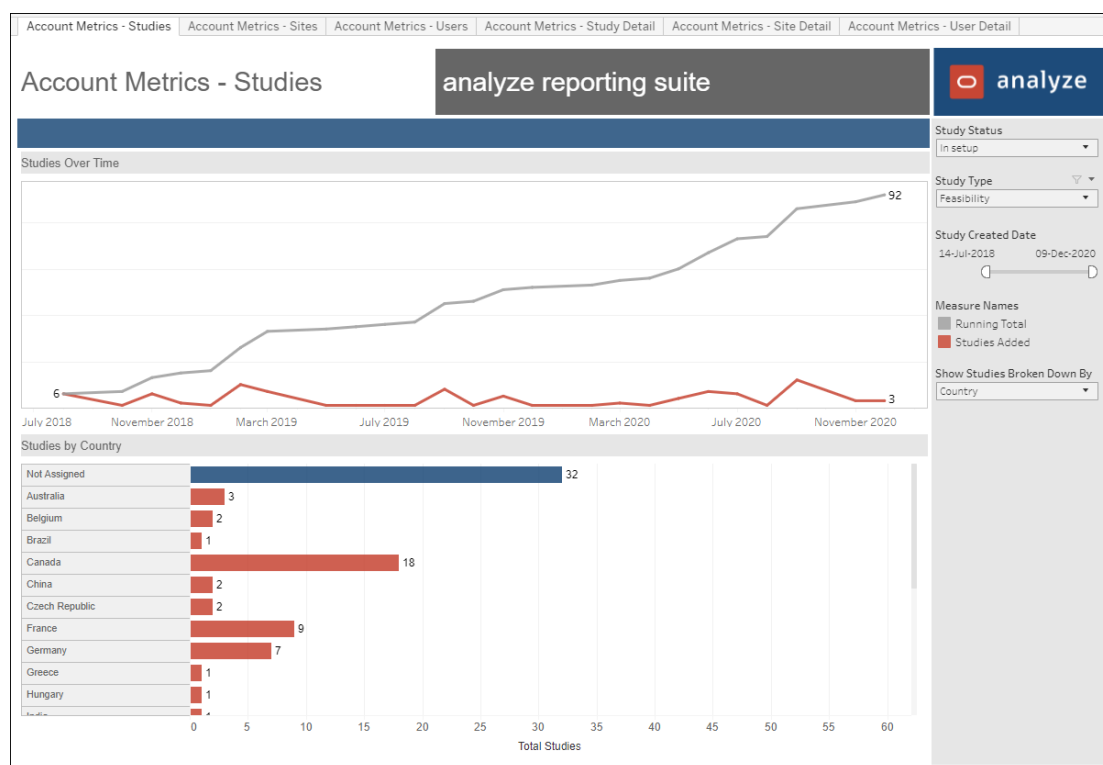 Account Metrics - Studies Account Metrics - Sites Account Metrics - Users Account Metrics - Study Detail Account Metrics - Site Detail Account Metrics - User Detail
Account Metrics - Studies
analyze reporting suite
analyze
Studies Over Time
92
6
3
July 2018 November 2018 March 2019 July 2019 November 2019 March 2020 July 2020 November 2020
Studies by Country
Not Assigned 32
Australia 3
Belgium 2
Brazil 1
Canada 18
China 2
Czech Republic 2
France 9
Germany 7
Greece 1
Hungary 1
India 1
0 5 10 15 20 25 30 35 40 45 50 55 60
Total Studies
Study Status
In setup
Study Type
Feasibility
Study Created Date
14-Jul-2018 09-Dec-2020
Measure Names
Running Total
Studies Added
Show Studies Broken Down By
Country